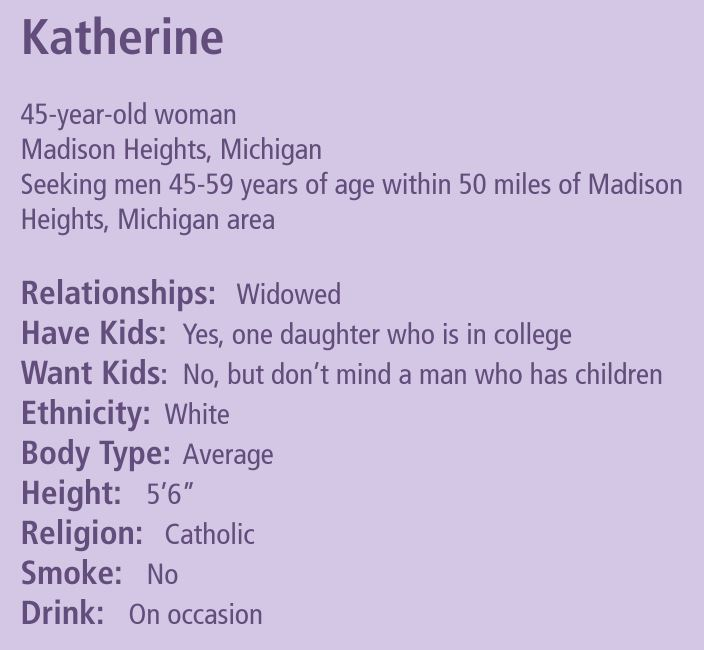 Katherine
45-year-old woman
Madison Heights, Michigan
Seeking men 45-59 years of age within 50 miles of Madison
Heights, Michigan area
Relationships: Widowed
Have Kids: Yes, one daughter who is in college
Want Kids: No, but don’t mind a man who has children
Ethnicity: White
Body Type: Average
Height: 5’6”
Religion: Catholic
Smoke: No
Drink: On occasion